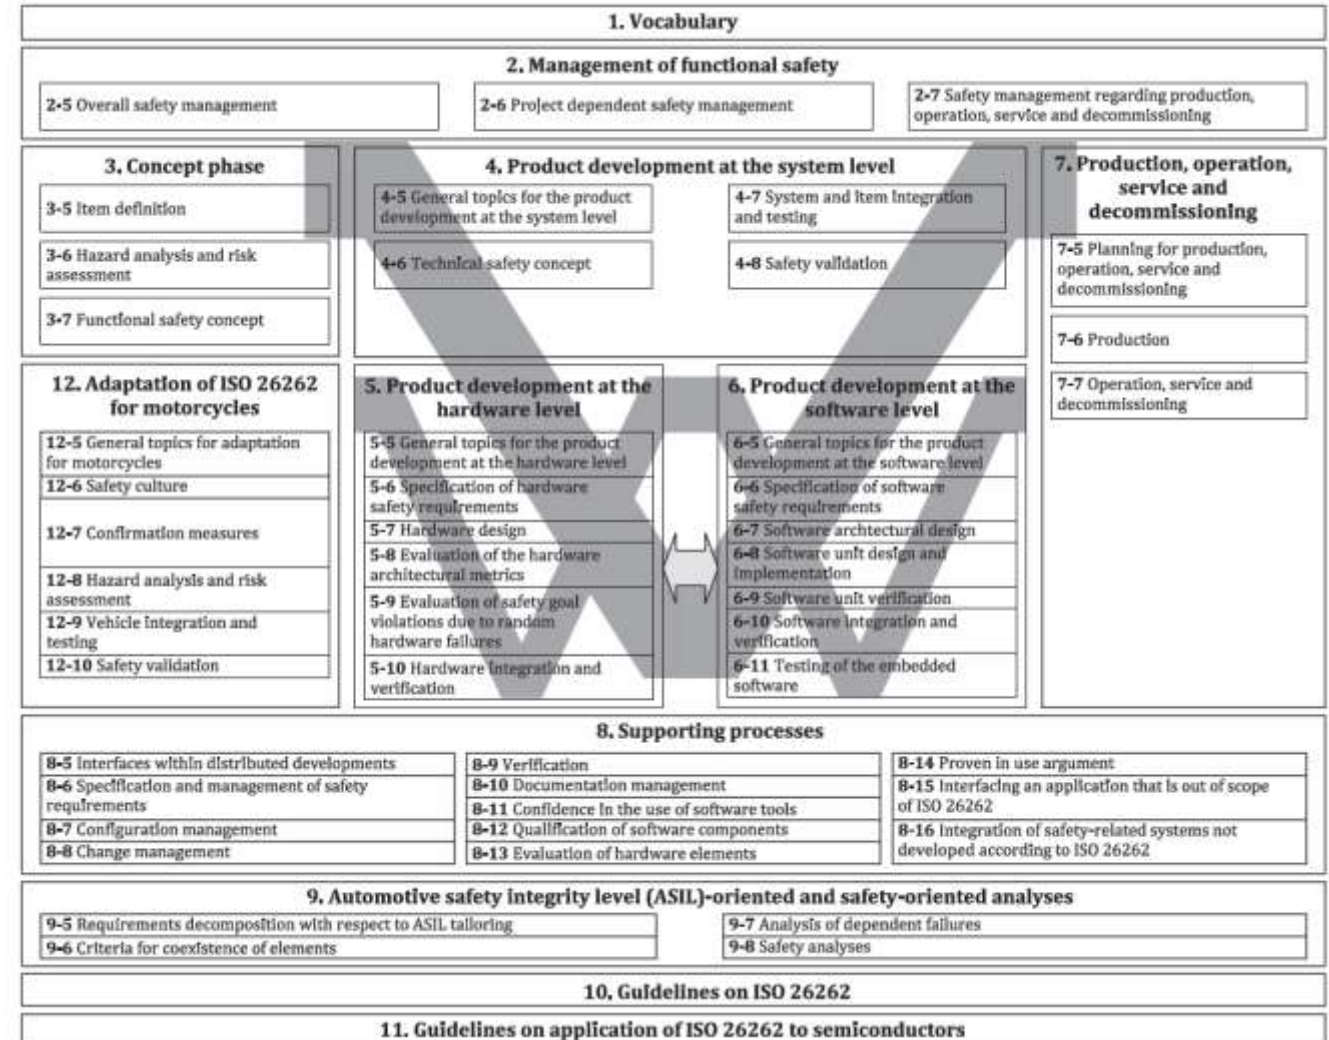 1. Vocabulary
2. Management of functional safety
2-5 Overall safety management
2-6 Project dependent safety management
2-7 Safety management regarding production,
operation, service and decommissioning
3. Concept phase
3-5 Item definition
3-6 Hazard analysis and risk
assessment
3-7 Functional safety concept
4. Product development at the system level
4-5 General topics for the product
development at the system level
4-6 Technical safety concept
4-7 System and item integration
and testing
4-8 Safety validation
7. Production, operation,
service and
decommissioning
7-5 Planning for production,
operation, service and
decommissioning
7-6 Production
7-7 Operation, service and
decommissioning
12. Adaptation of ISO 26262
for motorcycles
12-5 General topics for adaptation
for motorcycles
12-6 Safety culture
12-7 Confirmation measures
12-8 Hazard analysis and risk
assessment
12-9 Vehicle integration and
testing
12-10 Safety validation
5. Product development at the
hardware level
5-5 General topics for the product
development at the hardware level
5-6 Specification of hardware
safety requirements
5-7 Hardware design
5-8 Evaluation of the hardware
architectural metrics
5-9 Evaluation of safety goal
violations due to random
hardware failures
5-10 Hardware integration and
verification
6. Product development at the
software level
6-5 General topics for the product
development at the software level
6-6 Specification of software
safety requirements
6-7 Software archtectural design
6-8 Software unit design and
implementation
6-9 Software unit verification
6-10 Software integration and
verification
6-11 Testing of the embedded
software
8. Supporting processes
8-5 Interfaces within distributed developments
8-6 Specification and management of safety
requirements
8-7 Configuration management
8-8 Change management
8-9 Verification
8-10 Documentation management
8-11 Confidence in the use of software tools
8-12 Qualification of software components
8-13 Evaluation of hardware elements
8-14 Proven in use argument
8-15 Interfacing an application that is out of scope
of ISO 26262
8-16 Integration of safety-related systems not
developed according to ISO 26262
9. Automotive safety integrity level (ASIL)-oriented and safety-oriented analyses
9-5 Requirements decomposition with respect to ASIL tailoring
9-6 Criteria for coexistence of elements
9-7 Analysis of dependent failures
9-8 Safety analyses
10. Guidelines on ISO 26262
11. Guidelines on application of ISO 26262 to semiconductors